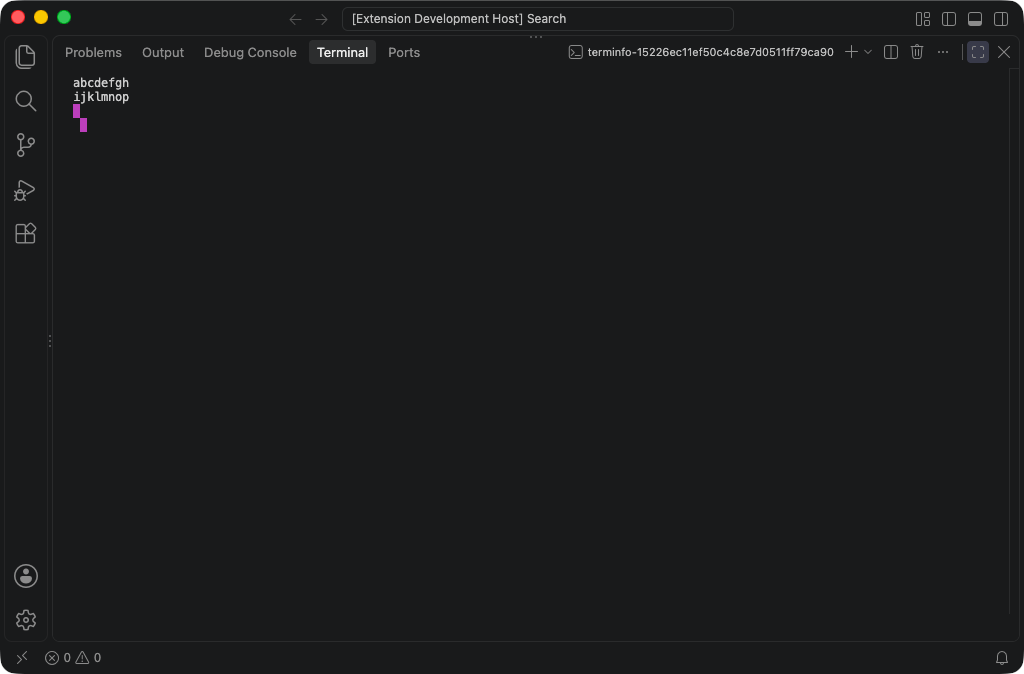 [Extension Development Host] Search
Problems Output Debug Console Terminal Ports terminfo-15226ec11ef50c4c8e7d0511ff79ca90
abcdefgh
ijklmnop
0 0